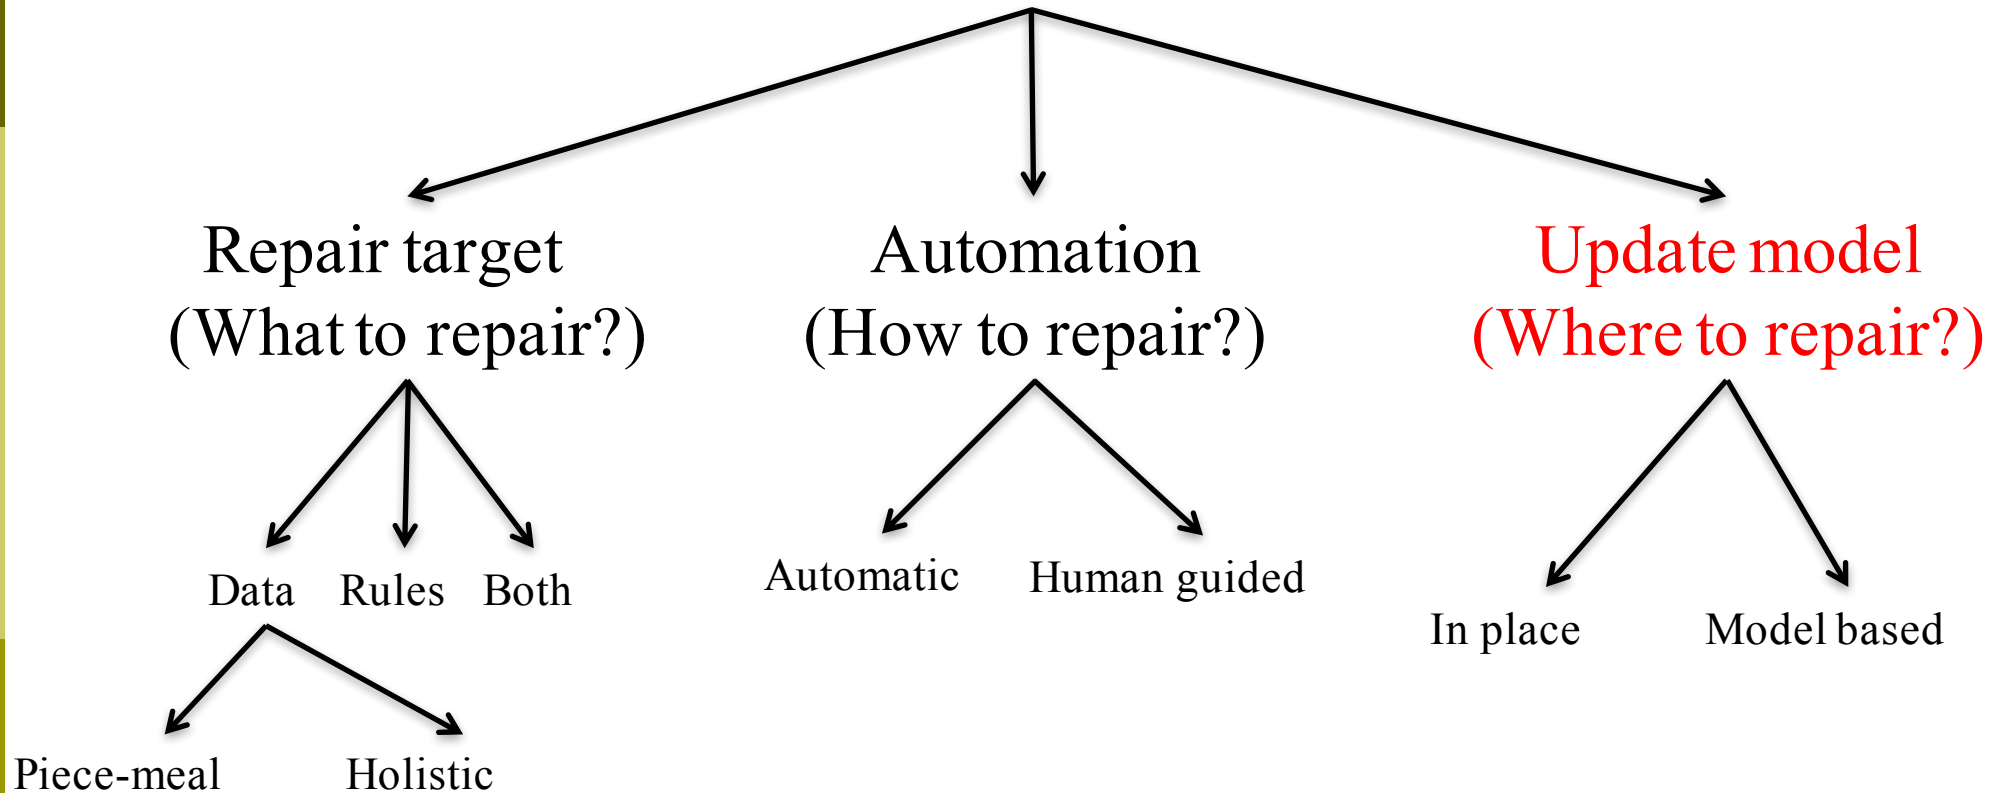 Repair target
(What to repair?)
Automation
(How to repair?)
Update model
(Where to repair?)
Data
Rules
Both
Automatic
Human guided
In place
Model based
Piece-meal
Holistic